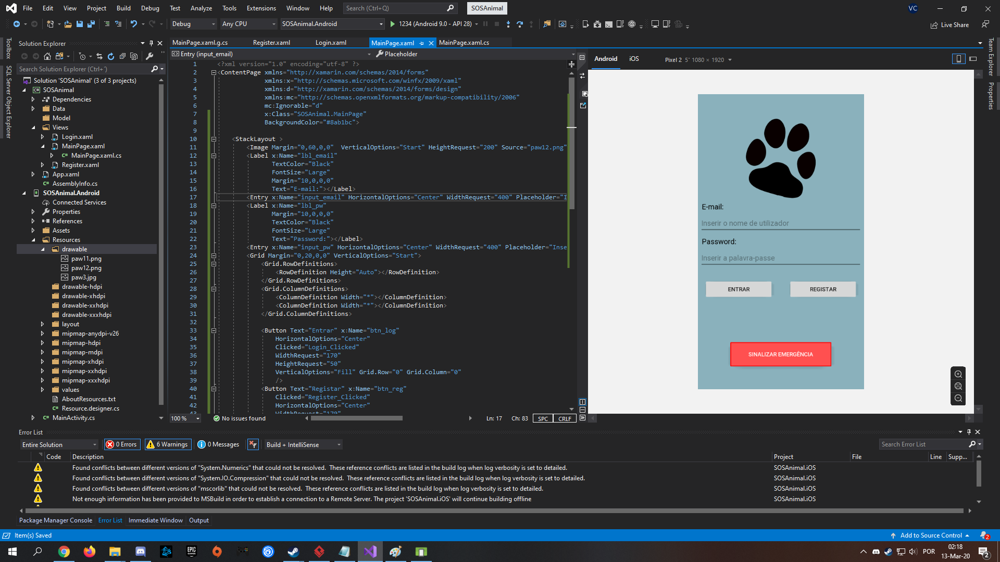 File Edit View Project Build Debug Test Analyze Tools Extensions Window Help Search (Ctrl+Q) SOSAnimal VC
Debug Any CPU SOSAnimal.Android 1234 (Android 9.0 - API 28) Live Share
Toolbox
SQL Server Object Explorer
Solution Explorer
Search Solution Explorer (Ctrl+´)
Solution 'SOSAnimal' (3 of 3 projects)
SOSAnimal
Dependencies
Data
Model
Views
Login.xaml
MainPage.xaml
MainPage.xaml.cs
Register.xaml
App.xaml
AssemblyInfo.cs
SOSAnimal.Android
Connected Services
Properties
References
Assets
Resources
drawable
paw11.png
paw12.png
paw3.jpg
drawable-hdpi
drawable-xhdpi
drawable-xxhdpi
drawable-xxxhdpi
layout
mipmap-anydpi-v26
mipmap-hdpi
mipmap-mdpi
mipmap-xhdpi
mipmap-xxhdpi
mipmap-xxxhdpi
values
AboutResources.txt
Resource.designer.cs
MainActivity.cs
MainPage.xaml.g.cs Register.xaml Login.xaml MainPage.xaml MainPage.xaml.cs
Entry (input_email) Placeholder
1 <?xml version="1.0" encoding="utf-8" ?>
2 <ContentPage xmlns="http://xamarin.com/schemas/2014/forms"
3 xmlns:x="http://schemas.microsoft.com/winfx/2009/xaml"
4 xmlns:d="http://xamarin.com/schemas/2014/forms/design"
5 xmlns:mc="http://schemas.openxmlformats.org/markup-compatibility/2006"
6 mc:Ignorable="d"
7 x:Class="SOSAnimal.MainPage"
8 BackgroundColor="#8ab1bc">
9
10 <StackLayout >
11 <Image Margin="0,60,0,0" VerticalOptions="Start" HeightRequest="200" Source="paw12.png"
12 <Label x:Name="lbl_email"
13 TextColor="Black"
14 FontSize="Large"
15 Margin="10,0,0,0"
16 Text="E-mail:"></Label>
17 <Entry x:Name="input_email" HorizontalOptions="Center" WidthRequest="400" Placeholder="I
18 <Label x:Name="lbl_pw"
19 Margin="10,0,0,0"
20 TextColor="Black"
21 FontSize="Large"
22 Text="Password:"></Label>
23 <Entry x:Name="input_pw" HorizontalOptions="Center" WidthRequest="400" Placeholder="Inse
24 <Grid Margin="0,20,0,0" VerticalOptions="Start">
25 <Grid.RowDefinitions>
26 <RowDefinition Height="Auto"></RowDefinition>
27 </Grid.RowDefinitions>
28 <Grid.ColumnDefinitions>
29 <ColumnDefinition Width="*"></ColumnDefinition>
30 <ColumnDefinition Width="*"></ColumnDefinition>
31 </Grid.ColumnDefinitions>
32
33 <Button Text="Entrar" x:Name="btn_log"
34 HorizontalOptions="Center"
35 Clicked="Login_Clicked"
36 WidthRequest="170"
37 HeightRequest="50"
38 VerticalOptions="Fill" Grid.Row="0" Grid.Column="0"
39 />
40 <Button Text="Registar" x:Name="btn_reg"
41 Clicked="Register_Clicked"
42 HorizontalOptions="Center"
43 WidthRequest="170"
100 % No issues found Ln: 17 Ch: 83 SPC CRLF
Android iOS Pixel 2 5" 1080 × 1920
E-mail:
Inserir o nome de utilizador
Password:
Inserir a palavra-passe
ENTRAR REGISTAR
SINALIZAR EMERGÊNCIA
Team Explorer
Properties
Error List
Entire Solution 0 Errors 6 Warnings 0 Messages Build + IntelliSense Search Error List
Code Description Project File Line Supp...
Found conflicts between different versions of "System.Numerics" that could not be resolved. These reference conflicts are listed in the build log when log verbosity is set to detailed. SOSAnimal.iOS
Found conflicts between different versions of "System.IO.Compression" that could not be resolved. These reference conflicts are listed in the build log when log verbosity is set to detailed. SOSAnimal.iOS
Found conflicts between different versions of "mscorlib" that could not be resolved. These reference conflicts are listed in the build log when log verbosity is set to detailed. SOSAnimal.iOS
Not enough information has been provided to MSBuild in order to establish a connection to a Remote Server. The project 'SOSAnimal.iOS' will continue building offline SOSAnimal.iOS
Package Manager Console Error List Immediate Window Output
Item(s) Saved Add to Source Control 2
EPIC GAMES
POR 02:18
13-Mar-20 2